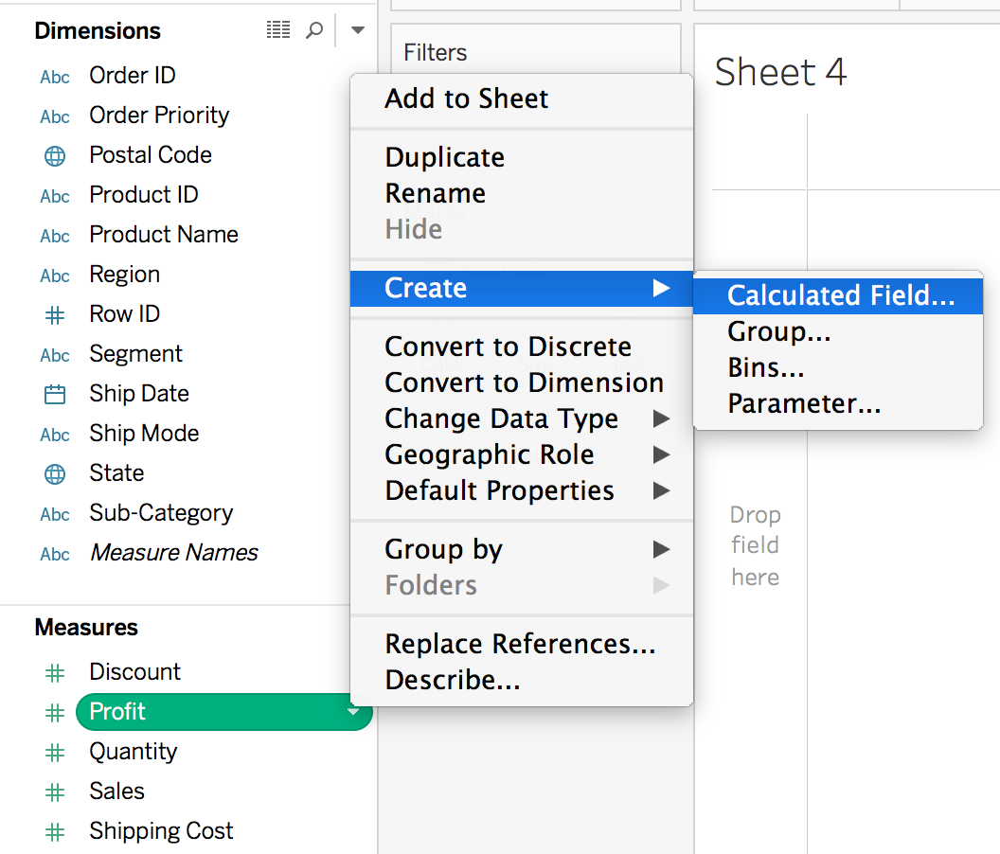 Dimensions
Abc Order ID
Abc Order Priority
Postal Code
Abc Product ID
Abc Product Name
Abc Region
# Row ID
Abc Segment
Ship Date
Abc Ship Mode
State
Abc Sub-Category
Abc Measure Names
Measures
# Discount
# Profit
# Quantity
# Sales
# Shipping Cost
Filters
Add to Sheet
Duplicate
Rename
Hide
Create
Convert to Discrete
Convert to Dimension
Change Data Type
Geographic Role
Default Properties
Group by
Folders
Replace References...
Describe...
Calculated Field...
Group...
Bins...
Parameter...
Sheet 4
Drop
field
here